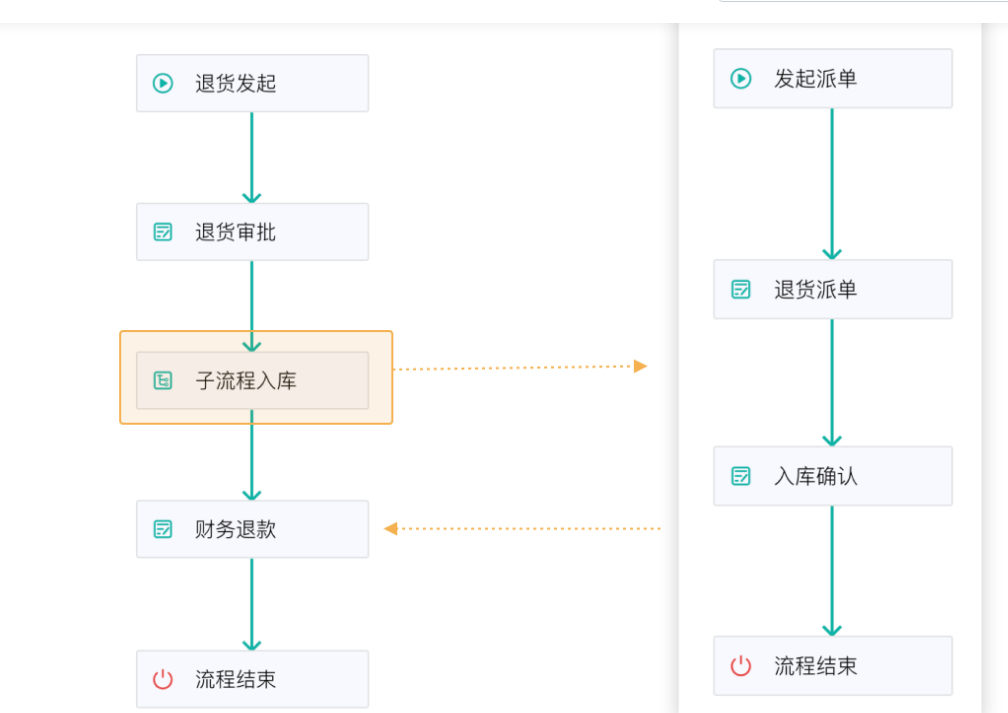 退货发起
退货审批
子流程入库
财务退款
流程结束
发起派单
退货派单
入库确认
流程结束